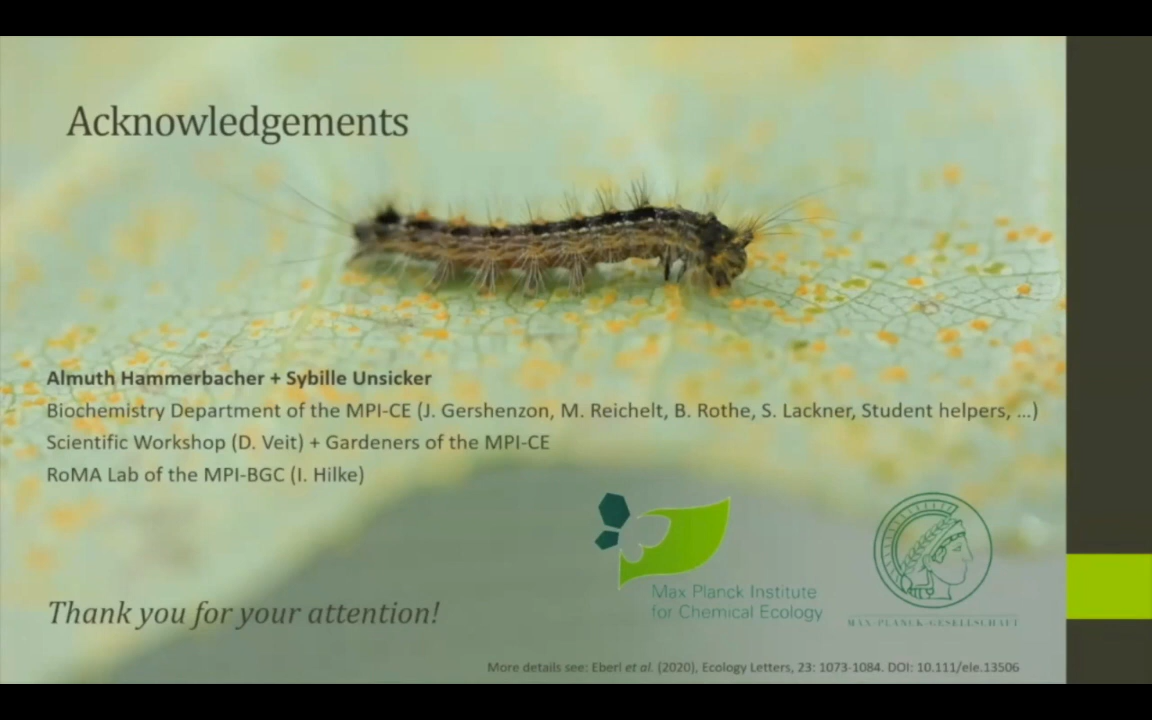 Acknowledgements
Almuth Hammerbacher + Sybille Unsicker
Biochemistry Department of the MPI-CE (J. Gershenzon, M. Reichelt, B. Rothe, S. Lackner, Student helpers, ...)
Scientific Workshop (D. Veit) + Gardeners of the MPI-CE
RoMA Lab of the MPI-BGC (I. Hilke)
Max Planck Institute
for Chemical Ecology
MAX-PLANCK-GESELLSCHAFT
Thank you for your attention!
More details see: Eberl et al. (2020), Ecology Letters, 23: 1073-1084. DOI: 10.111/ele.13506